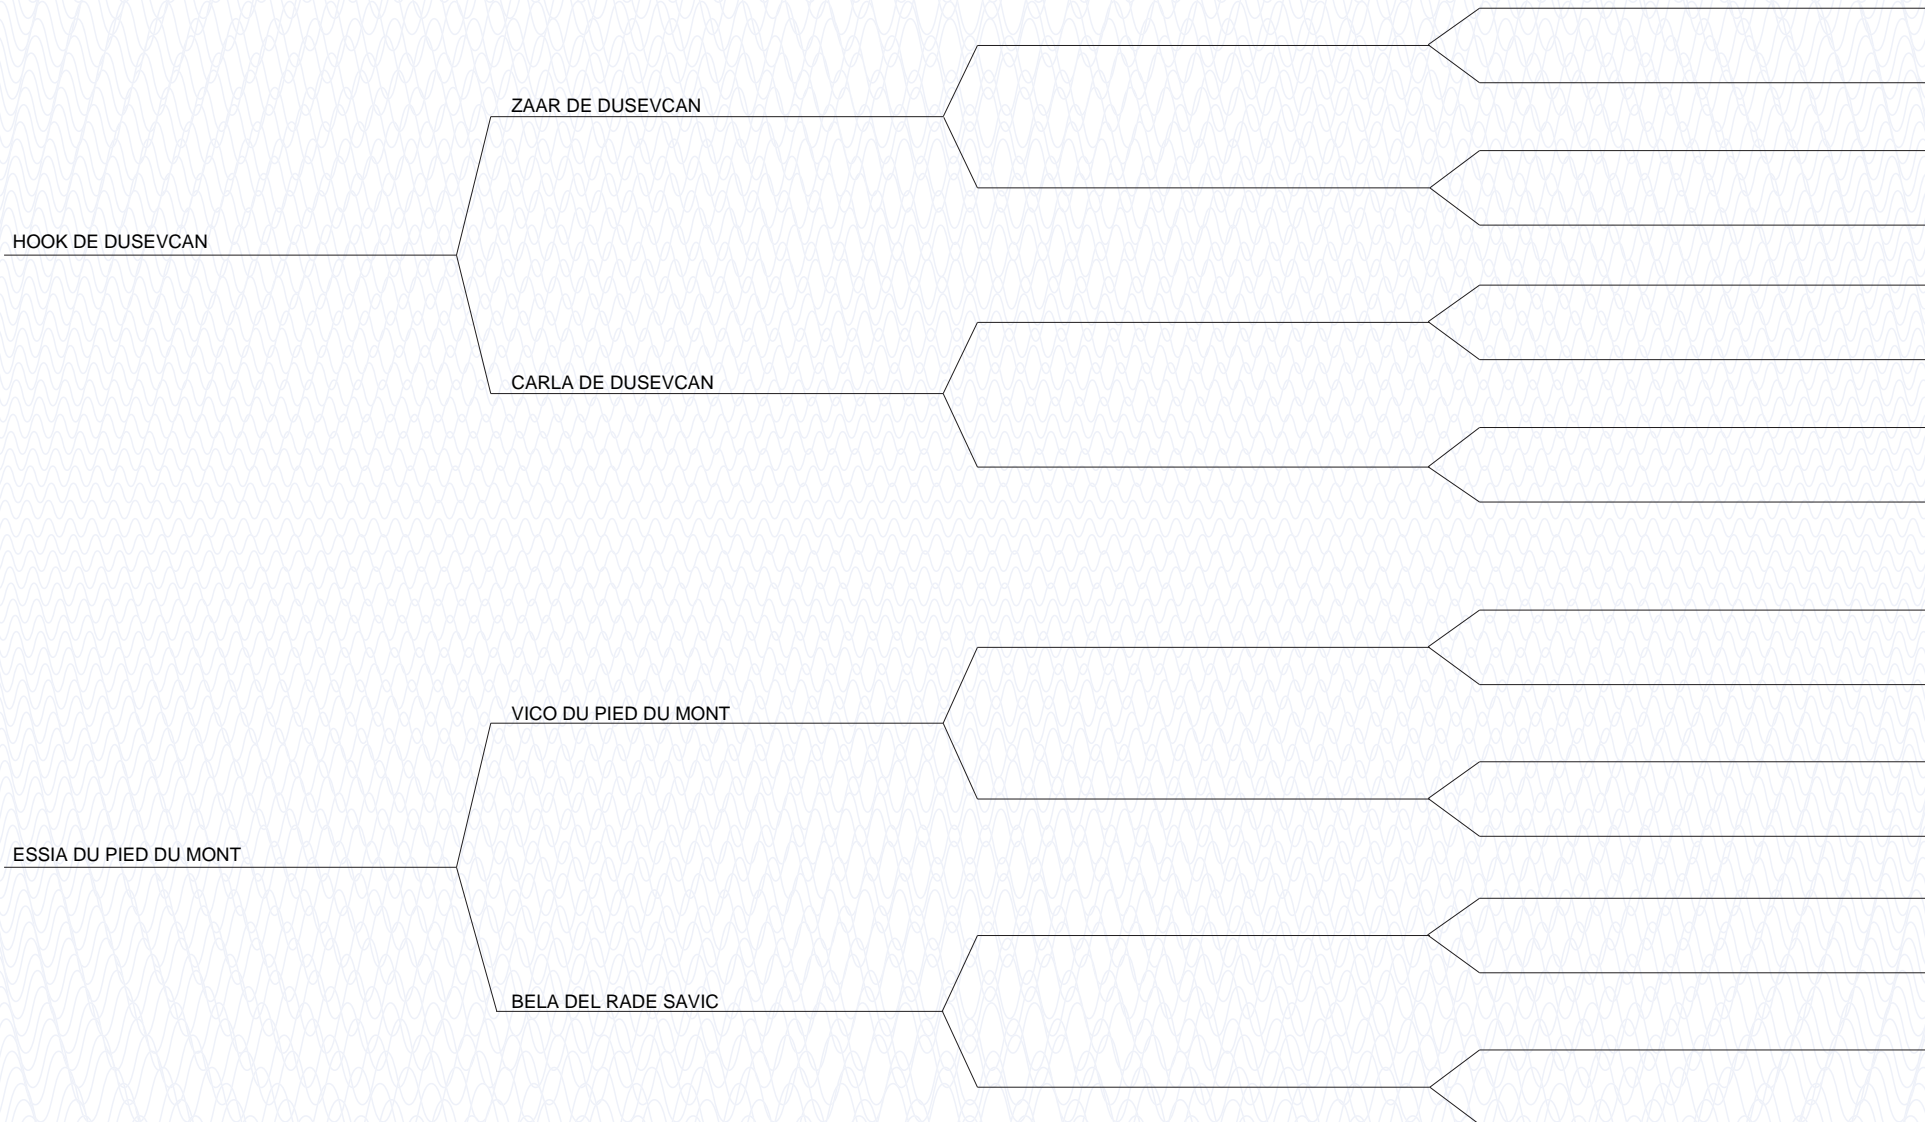 ZAAR DE DUSEVCAN
HOOK DE DUSEVCAN
CARLA DE DUSEVCAN
VICO DU PIED DU MONT
ESSIA DU PIED DU MONT
BELA DEL RADE SAVIC